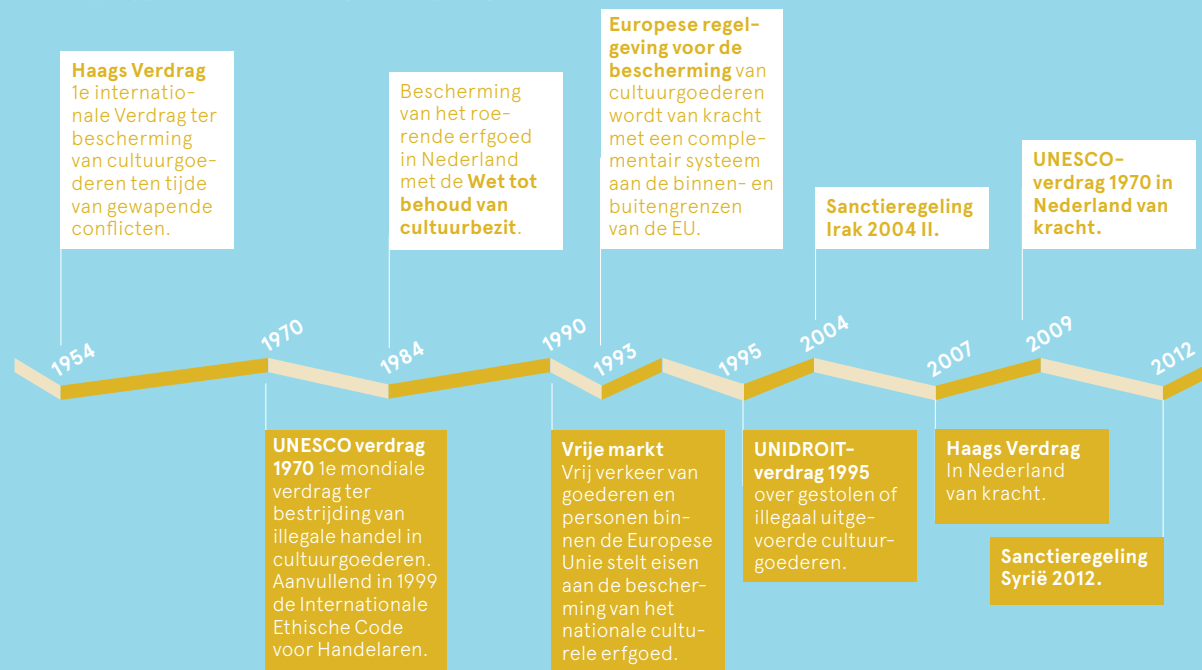 Haags Verdrag
1e internatio-
nale Verdrag ter
bescherming
van cultuurgoe-
deren ten tijde
van gewapende
conflicten.
Bescherming
van het roe-
rende erfgoed
in Nederland
met de Wet tot
behoud van
cultuurbezit.
Europese regel-
geving voor de
bescherming van
cultuurgoederen
wordt van kracht
met een comple-
mentair systeem
aan de binnen- en
buitengrenzen
van de EU.
Sanctieregeling
Irak 2004 II.
UNESCO-
verdrag 1970 in
Nederland van
kracht.
1954
1970
1984
1990
1993
1995
2004
2007
2009
2012
UNESCO verdrag
1970 1e mondiale
verdrag ter
bestrijding van
illegale handel in
cultuurgoederen.
Aanvullend in 1999
de Internationale
Ethische Code
voor Handelaren.
Vrije markt
Vrij verkeer van
goederen en
personen bin-
nen de Europese
Unie stelt eisen
aan de bescher-
ming van het
nationale cultu-
rele erfgoed.
UNIDROIT-
verdrag 1995
over gestolen of
illegaal uitge-
voerde cultuur-
goederen.
Haags Verdrag
In Nederland
van kracht.
Sanctieregeling
Syrië 2012.